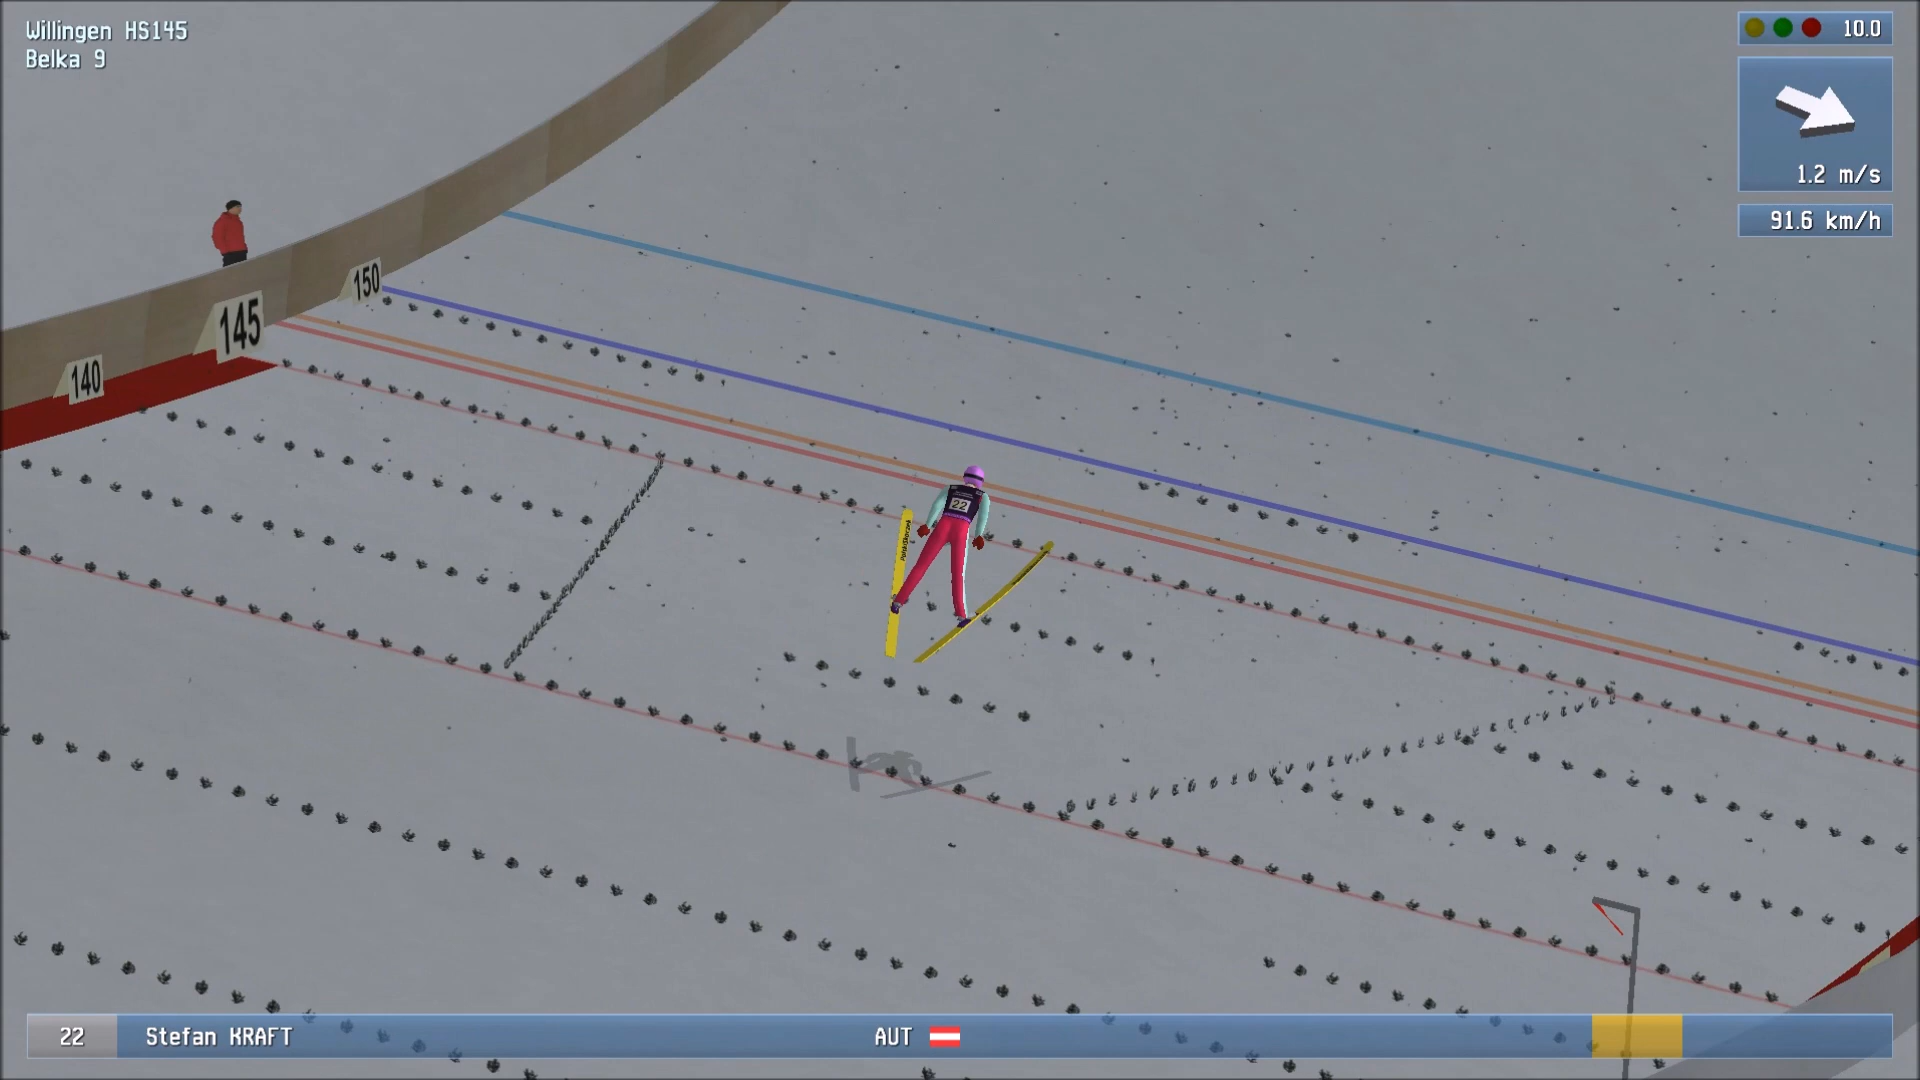 Willingen HS145
Belka 9
10.0
1.2 m/s
91.6 km/h
150
145
140
22
22 Stefan KRAFT AUT